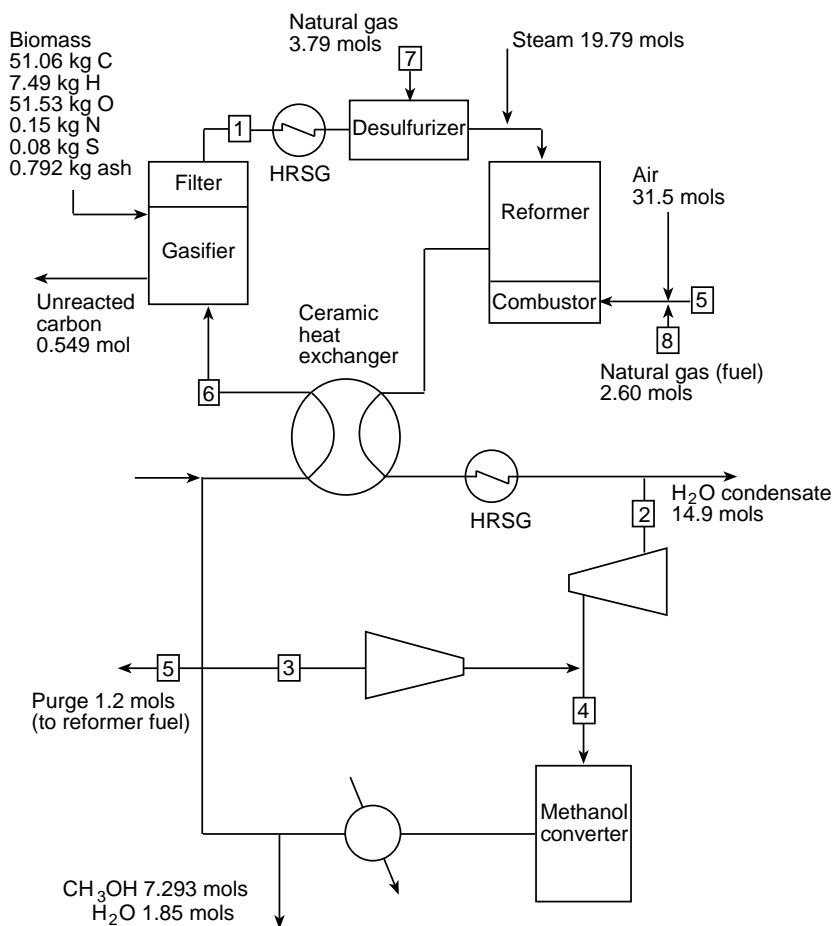 Biomass
51.06 kg C
7.49 kg H
51.53 kg O
0.15 kg N
0.08 kg S
0.792 kg ash
Natural gas
3.79 mols
7
Steam 19.79 mols
1
HRSG
Desulfurizer
Filter
Gasifier
Reformer
Combustor
Air
31.5 mols
5
8
Natural gas (fuel)
2.60 mols
Unreacted
carbon
0.549 mol
Ceramic
heat
exchanger
6
HRSG
H₂O condensate
14.9 mols
2
5
3
Purge 1.2 mols
(to reformer fuel)
4
Methanol
converter
CH₃OH 7.293 mols
H₂O 1.85 mols